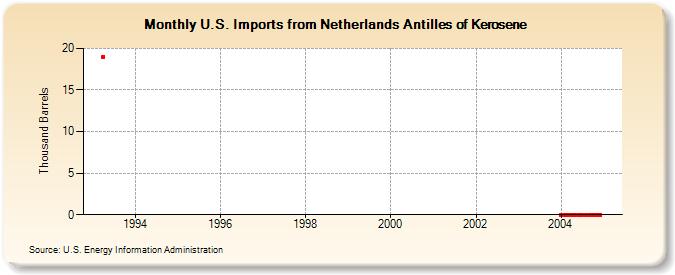 Monthly U.S. Imports from Netherlands Antilles of Kerosene
Thousand Barrels
20
15
10
5
0
1994 1996 1998 2000 2002 2004
Source: U.S. Energy Information Administration